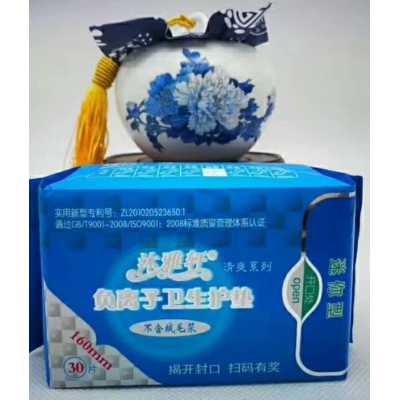 实用新型专利号: ZL201020523650.1
通过GB/T9001-2008/ISO9001: 2008标准质量管理体系认证
清爽系列
负离子卫生护垫
不含绒毛浆
160mm
30片
揭开封口 扫码有奖
开口处
open
迷你型